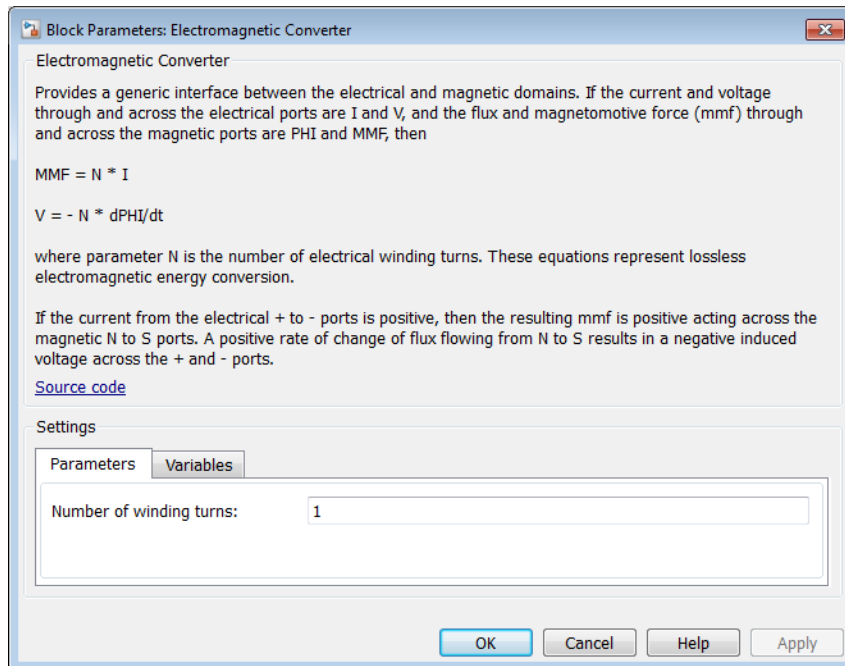 Block Parameters: Electromagnetic Converter
Electromagnetic Converter
Provides a generic interface between the electrical and magnetic domains. If the current and voltage
through and across the electrical ports are I and V, and the flux and magnetomotive force (mmf) through
and across the magnetic ports are PHI and MMF, then
MMF = N * I
V = - N * dPHI/dt
where parameter N is the number of electrical winding turns. These equations represent lossless
electromagnetic energy conversion.
If the current from the electrical + to - ports is positive, then the resulting mmf is positive acting across the
magnetic N to S ports. A positive rate of change of flux flowing from N to S results in a negative induced
voltage across the + and - ports.
Source code
Settings
Parameters Variables
Number of winding turns: 1
OK Cancel Help Apply